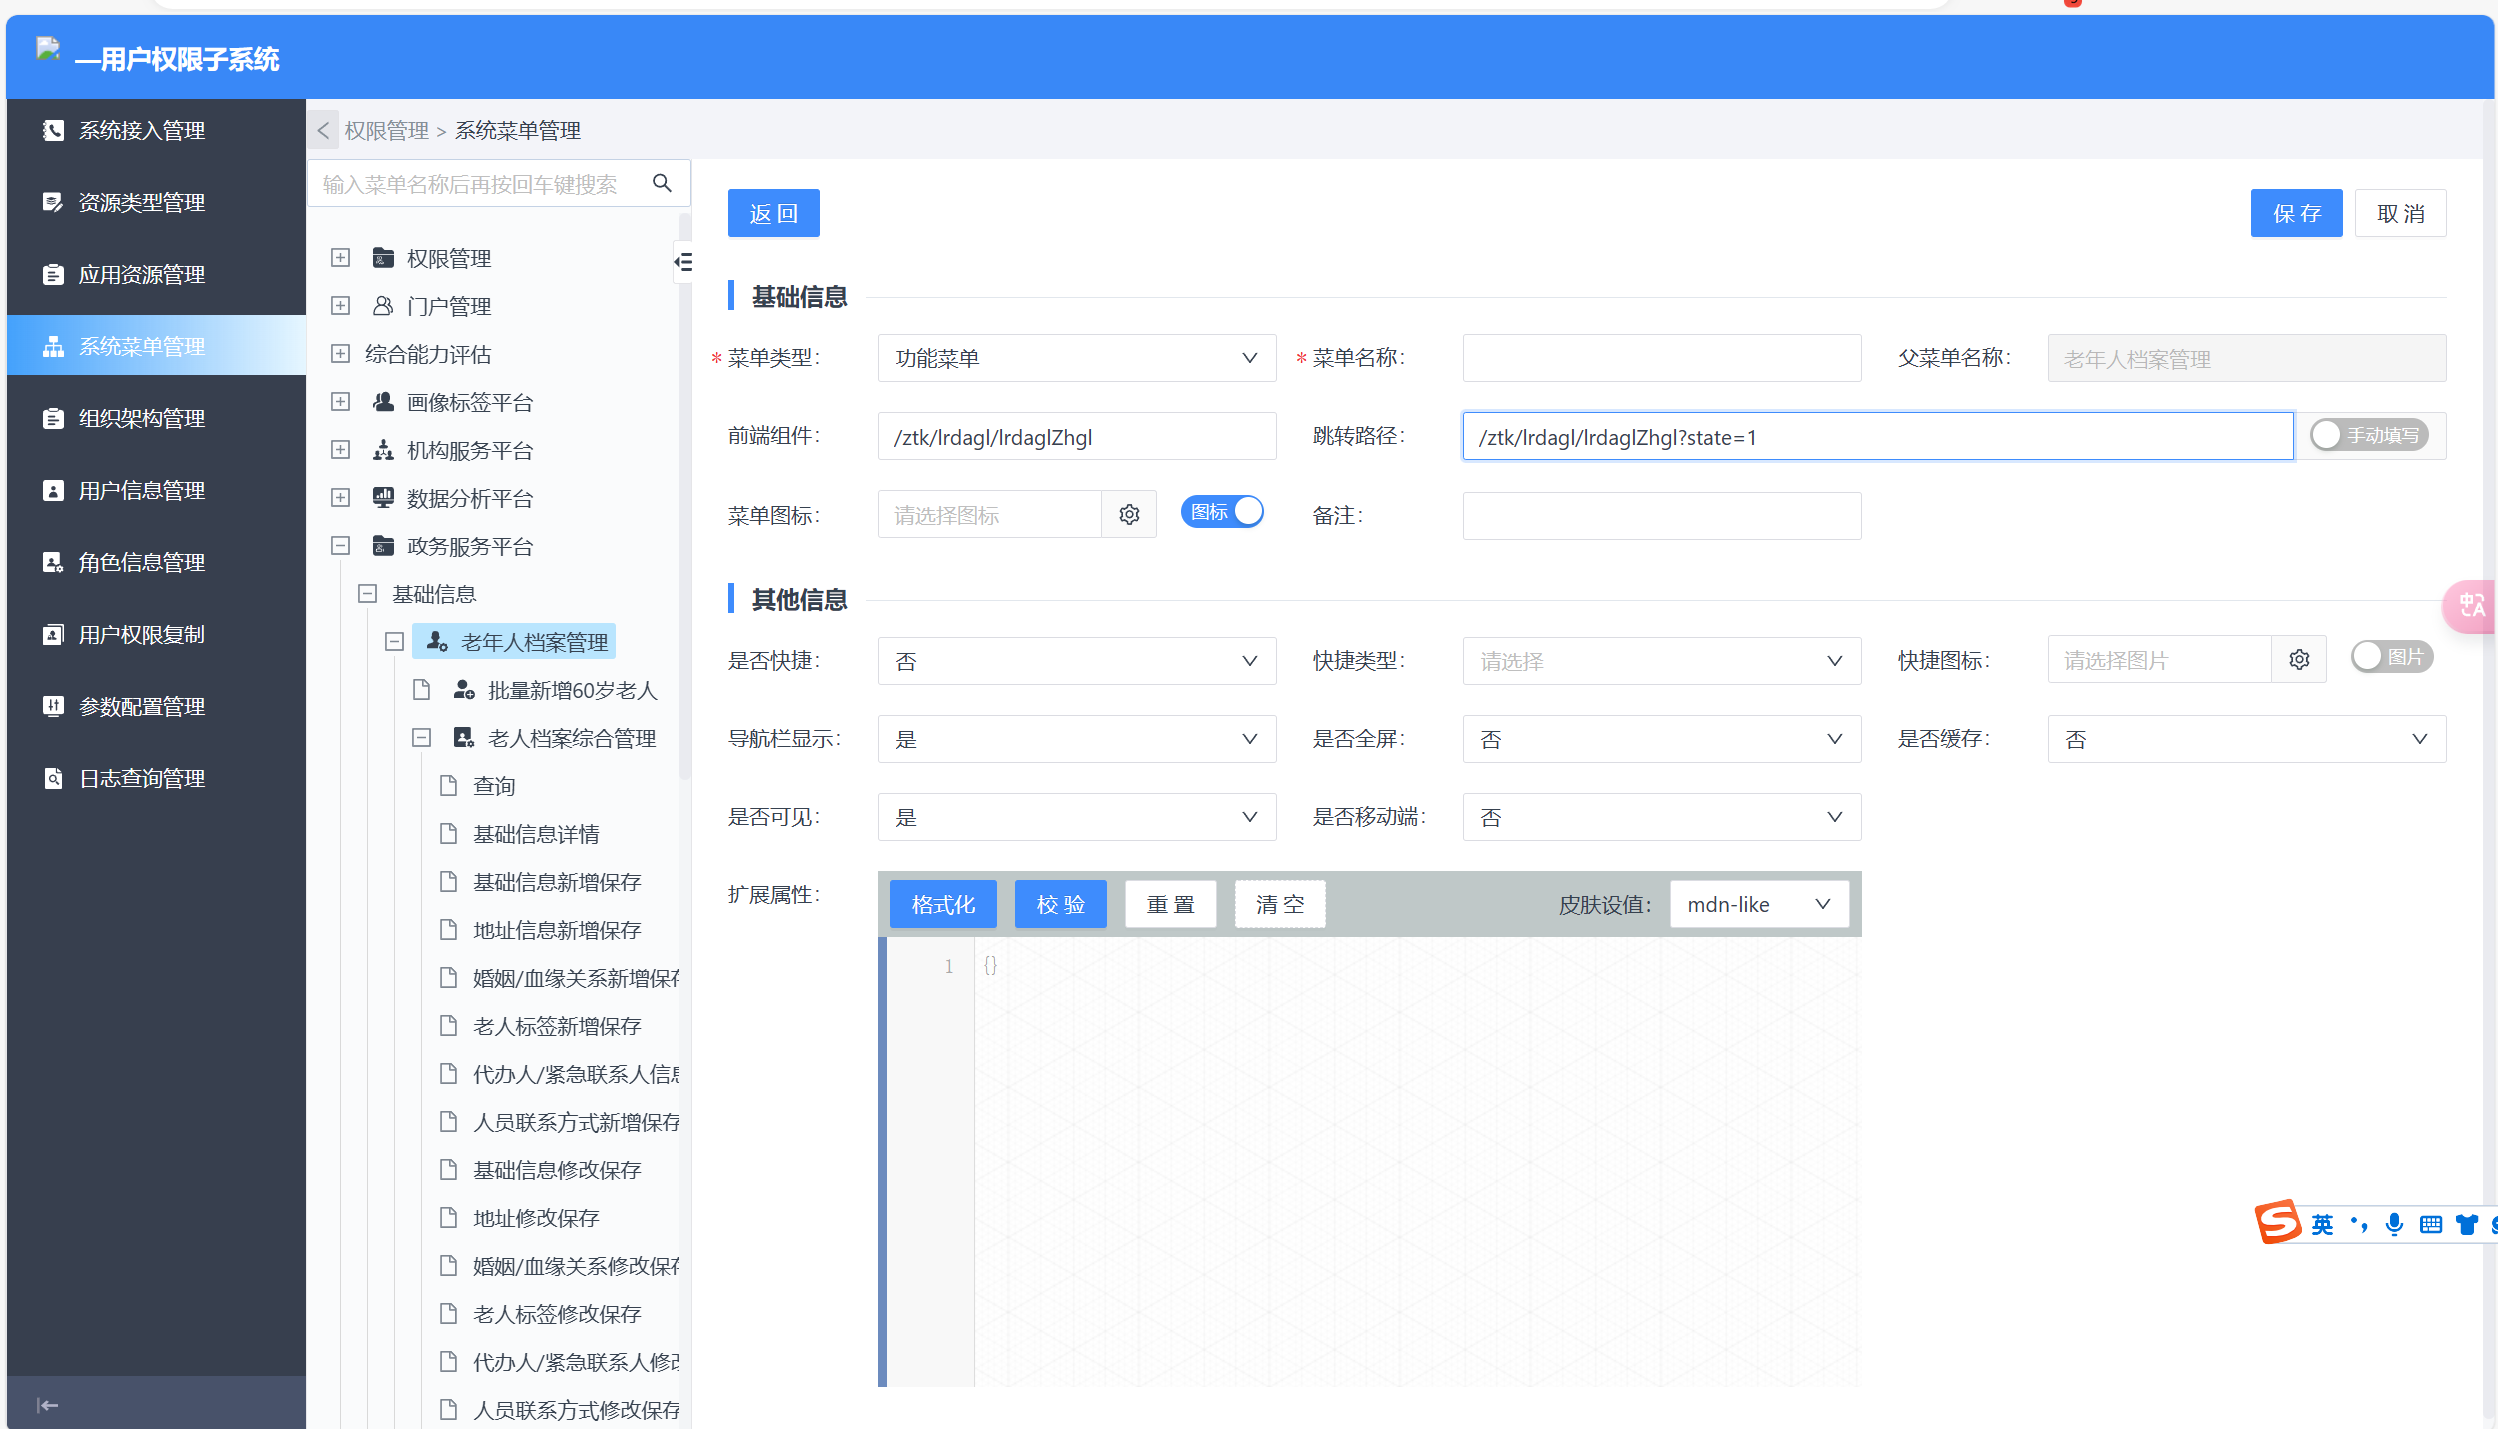 —用户权限子系统
系统接入管理
资源类型管理
应用资源管理
系统菜单管理
组织架构管理
用户信息管理
角色信息管理
用户权限复制
参数配置管理
日志查询管理
权限管理 > 系统菜单管理
输入菜单名称后再按回车键搜索
权限管理
门户管理
综合能力评估
画像标签平台
机构服务平台
数据分析平台
政务服务平台
基础信息
老年人档案管理
批量新增60岁老人
老人档案综合管理
查询
基础信息详情
基础信息新增保存
地址信息新增保存
婚姻/血缘关系新增保存
老人标签新增保存
代办人/紧急联系人信息
人员联系方式新增保存
基础信息修改保存
地址修改保存
婚姻/血缘关系修改保存
老人标签修改保存
代办人/紧急联系人修改
人员联系方式修改保存
返 回
保 存
取 消
基础信息
* 菜单类型: 功能菜单
* 菜单名称:
父菜单名称: 老年人档案管理
前端组件: /ztk/lrdagl/lrdaglZhgl
跳转路径: /ztk/lrdagl/lrdaglZhgl?state=1 手动填写
菜单图标: 请选择图标 图标
备注:
其他信息
是否快捷: 否
快捷类型: 请选择
快捷图标: 请选择图片 图片
导航栏显示: 是
是否全屏: 否
是否缓存: 否
是否可见: 是
是否移动端: 否
扩展属性:
格式化 校 验 重 置 清 空 皮肤设值: mdn-like
1 {}
中A
S 英